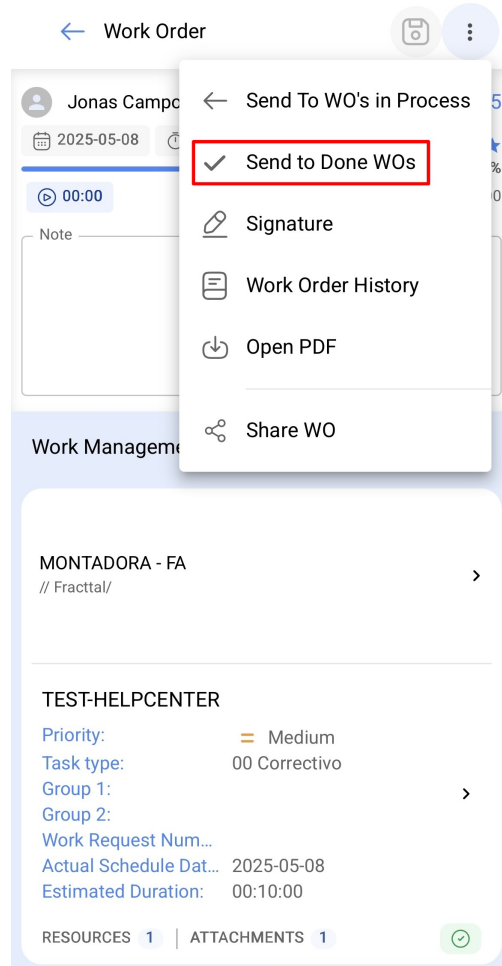 Work Order
Send To WO's in Process
Send to Done WOs
Signature
Work Order History
Open PDF
Share WO
Jonas Campo
5
2025-05-08
%
00:00
Note
Work Manageme
MONTADORA - FA
// Fracttal/
TEST-HELPCENTER
Priority: Medium
Task type: 00 Correctivo
Group 1:
Group 2:
Work Request Num...
Actual Schedule Dat... 2025-05-08
Estimated Duration: 00:10:00
RESOURCES 1 | ATTACHMENTS 1